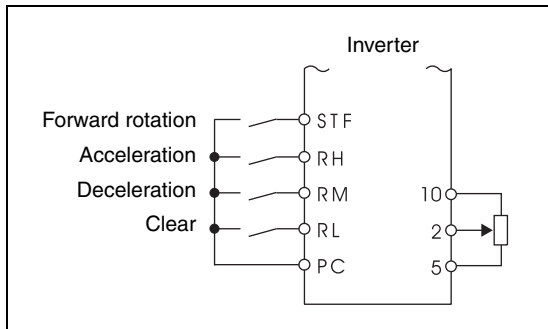 Inverter
Forward rotation STF
Acceleration RH
Deceleration RM 10
Clear RL 2
PC 5